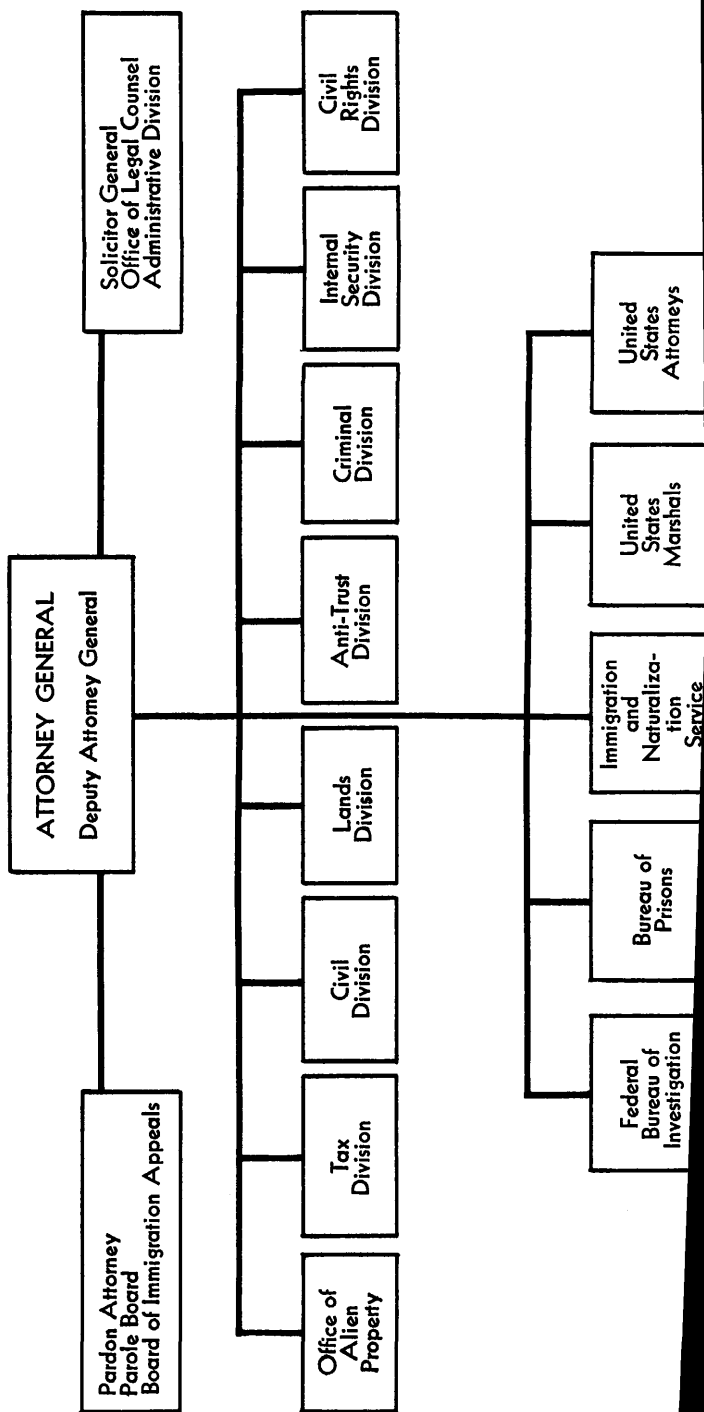 ATTORNEY GENERAL
Deputy Attorney General
Pardon Attorney
Parole Board
Board of Immigration Appeals
Solicitor General
Office of Legal Counsel
Administrative Division
Office of
Alien
Property
Tax
Division
Civil
Division
Lands
Division
Anti-Trust
Division
Criminal
Division
Internal
Security
Division
Civil
Rights
Division
Federal
Bureau of
Investigation
Bureau of
Prisons
Immigration
and
Naturaliza-
tion
Service
United
States
Marshals
United
States
Attorneys